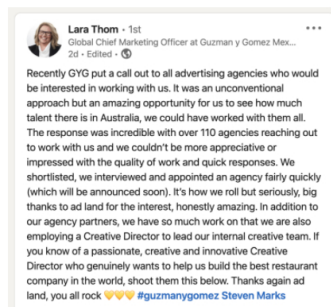 Lara Thom • 1st
Global Chief Marketing Officer at Guzman y Gomez Mex...
2d • Edited •
Recently GYG put a call out to all advertising agencies who would
be interested in working with us. It was an unconventional
approach but an amazing opportunity for us to see how much
talent there is in Australia, we could have worked with them all.
The response was incredible with over 110 agencies reaching out
to work with us and we couldn't be more appreciative or
impressed with the quality of work and quick responses. We
shortlisted, we interviewed and appointed an agency fairly quickly
(which will be announced soon). It's how we roll but seriously, big
thanks to ad land for the interest, honestly amazing. In addition to
our agency partners, we have so much work on that we are also
employing a Creative Director to lead our internal creative team. If
you know of a passionate, creative and innovative Creative
Director who genuinely wants to help us build the best restaurant
company in the world, shoot them this below. Thanks again ad
land, you all rock 💛💛💛 #guzmanygomez Steven Marks